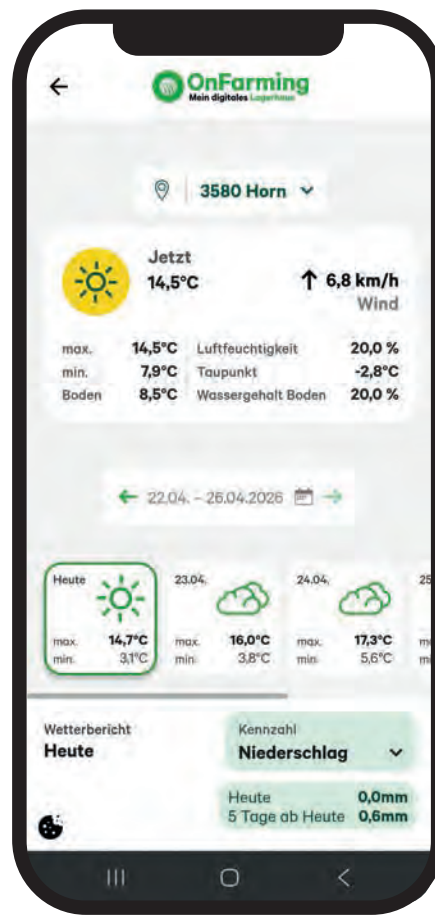 OnFarming
Mein digitales Lagerhaus
3580 Horn
Jetzt
14,5°C
6,8 km/h
Wind
max. 14,5°C Luftfeuchtigkeit 20,0 %
min. 7,9°C Taupunkt -2,8°C
Boden 8,5°C Wassergehalt Boden 20,0 %
22.04. – 26.04.2026
Heute 23.04. 24.04. 25
max. 14,7°C max. 16,0°C max. 17,3°C m
min. 3,1°C min. 3,8°C min. 5,6°C mi
Wetterbericht Kennzahl
Heute Niederschlag
Heute 0,0mm
5 Tage ab Heute 0,6mm